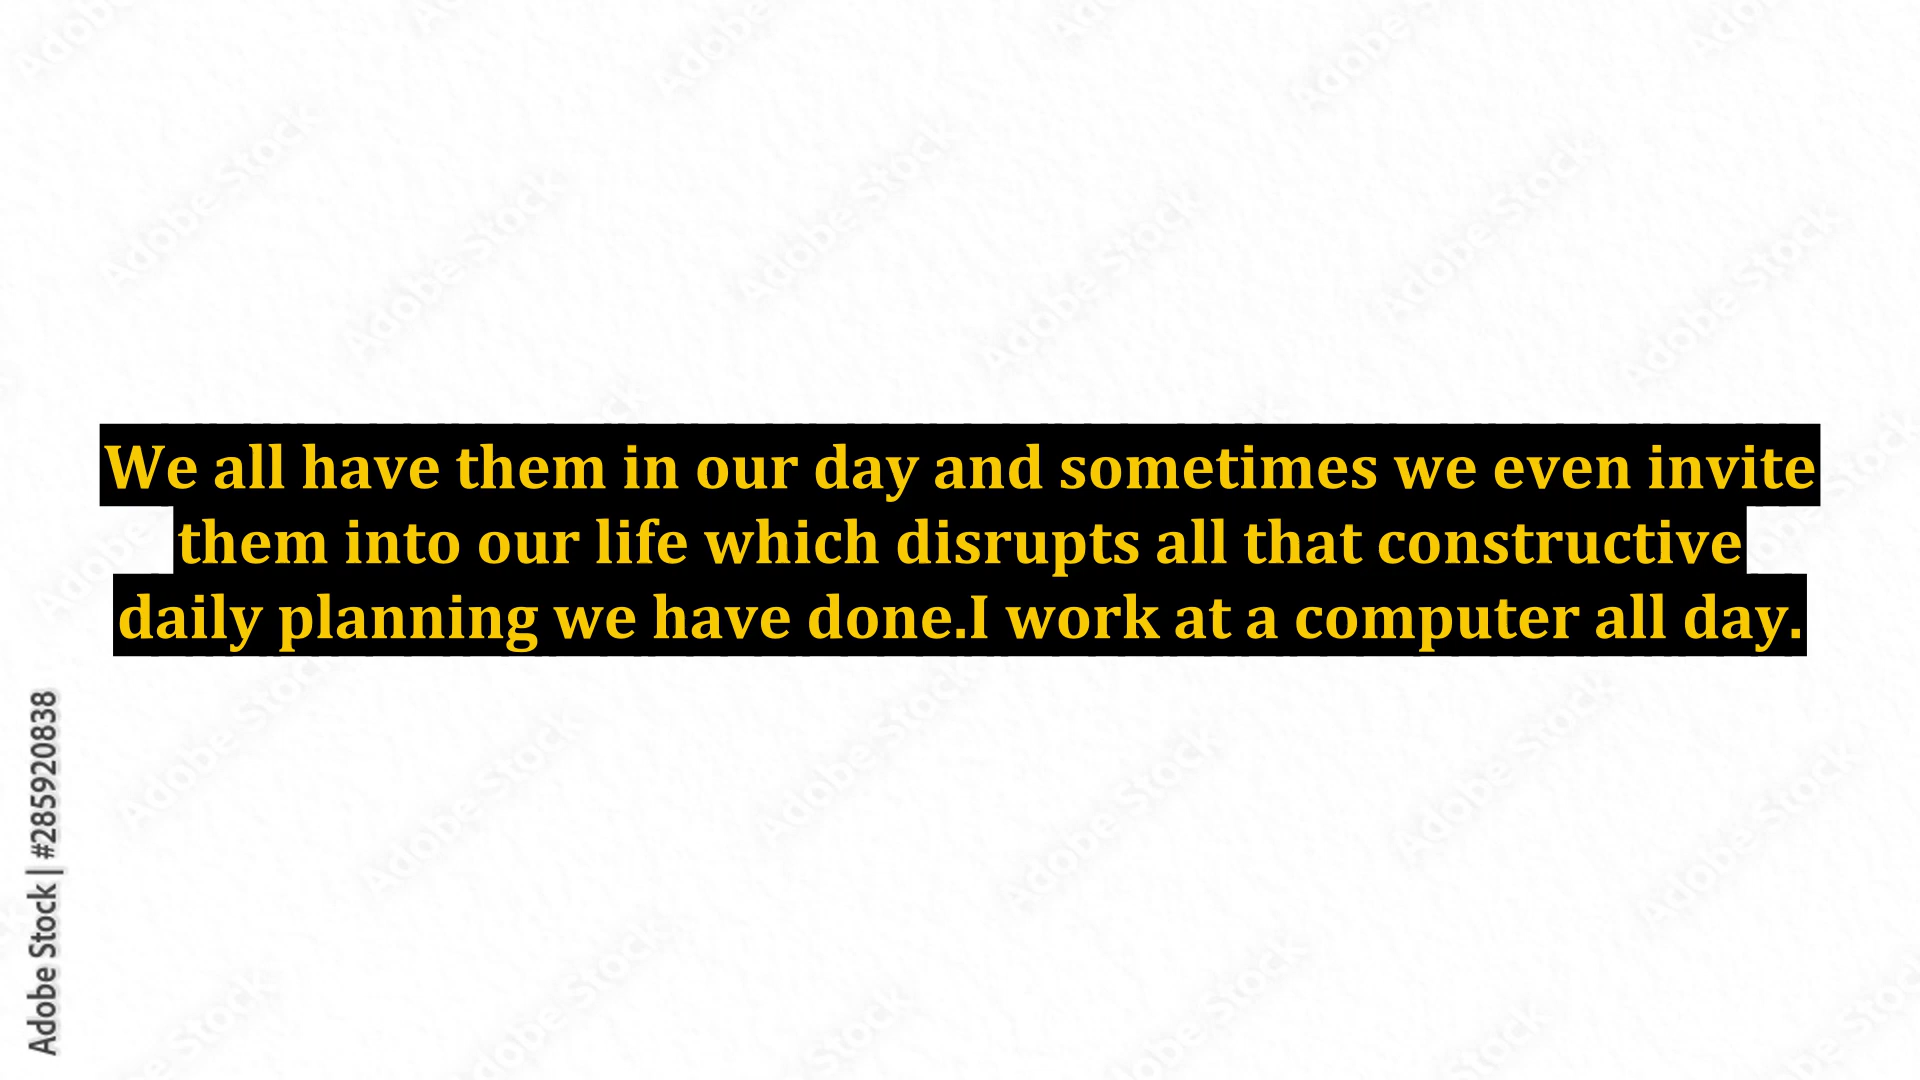 We all have them in our day and sometimes we even invite
them into our life which disrupts all that constructive
daily planning we have done.I work at a computer all day.
Adobe Stock | #285920838